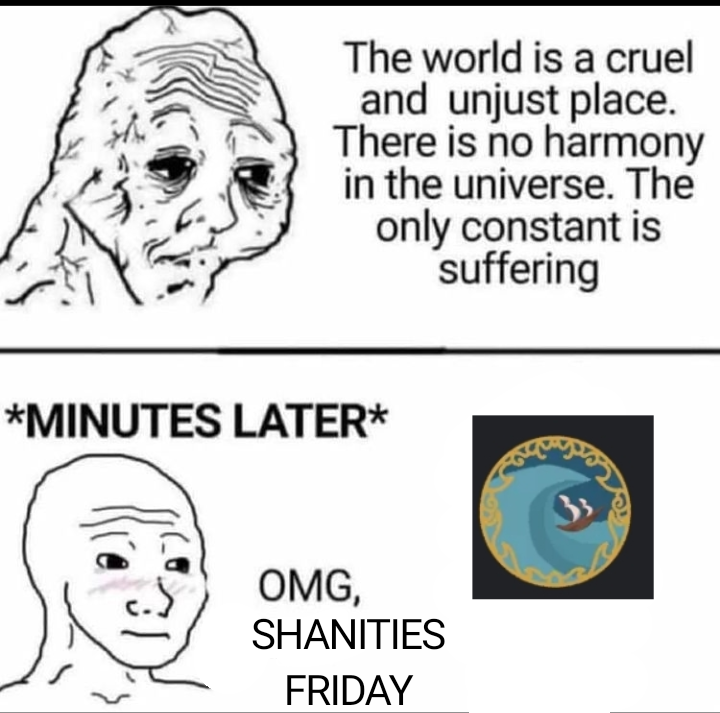 The world is a cruel
and unjust place.
There is no harmony
in the universe. The
only constant is
suffering
*MINUTES LATER*
OMG,
SHANITIES
FRIDAY